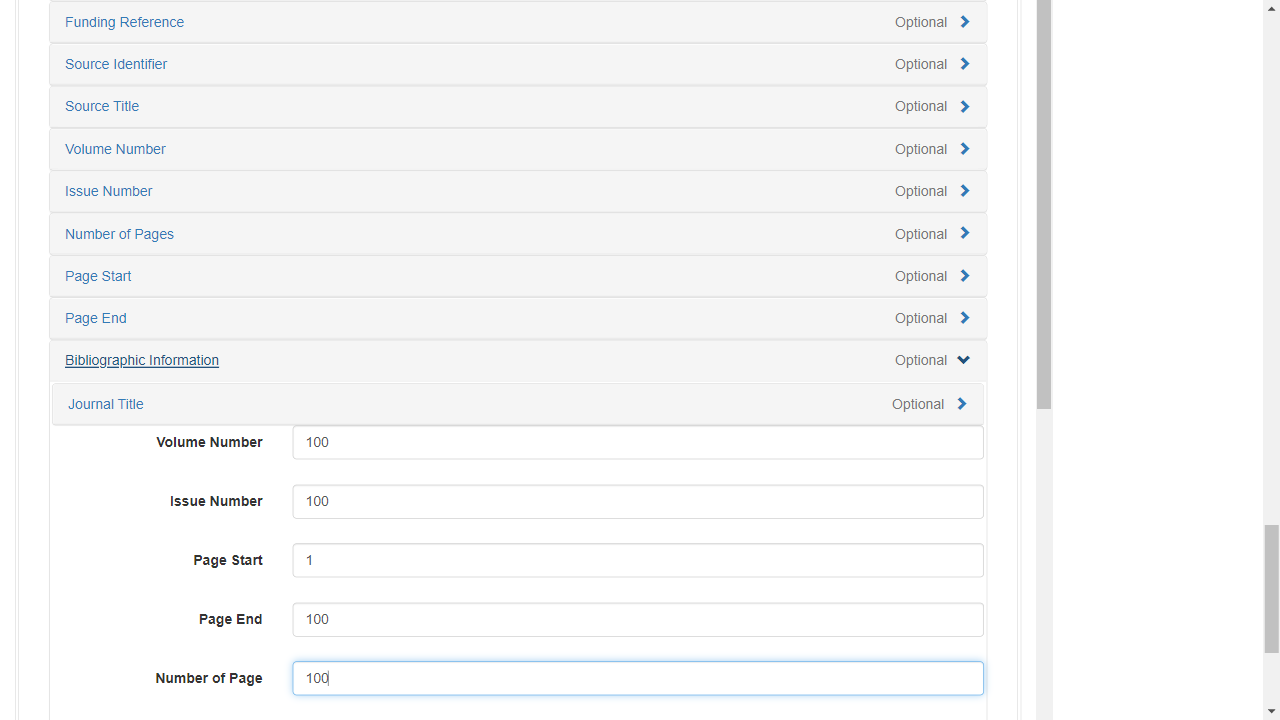 Funding Reference Optional
Source Identifier Optional
Source Title Optional
Volume Number Optional
Issue Number Optional
Number of Pages Optional
Page Start Optional
Page End Optional
Bibliographic Information Optional
Journal Title Optional
Volume Number 100
Issue Number 100
Page Start 1
Page End 100
Number of Page 100